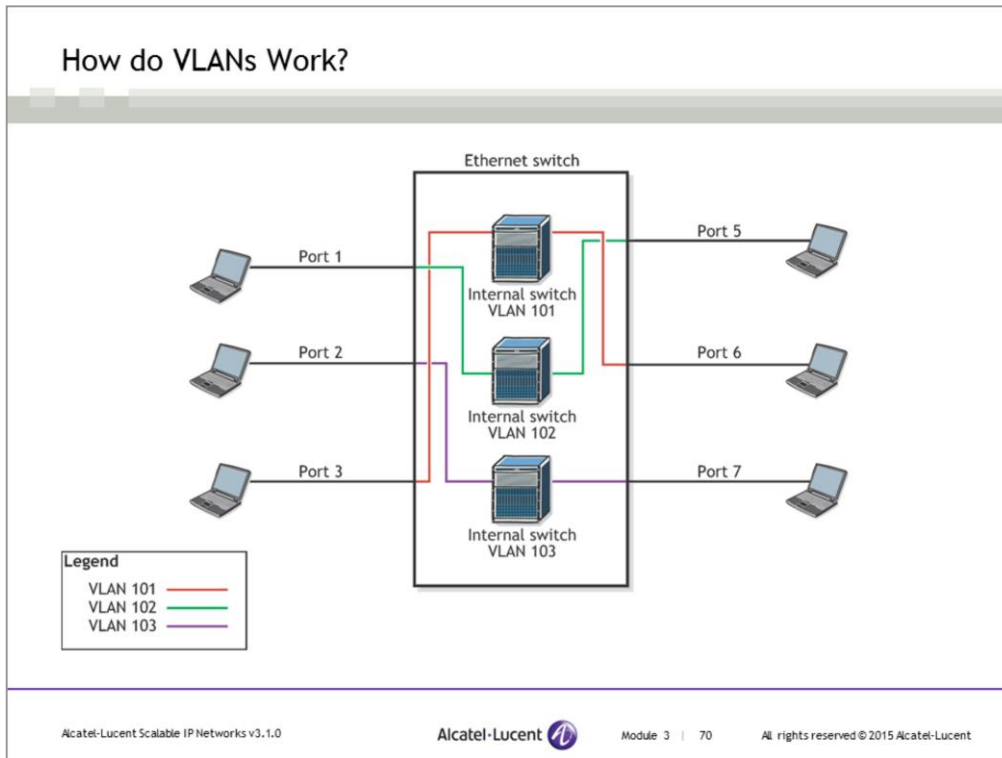 How do VLANs Work?
Ethernet switch
Port 1
Port 2
Port 3
Internal switch
VLAN 101
Internal switch
VLAN 102
Internal switch
VLAN 103
Port 5
Port 6
Port 7
Legend
VLAN 101
VLAN 102
VLAN 103
Alcatel-Lucent Scalable IP Networks v3.1.0
Alcatel·Lucent
Module 3 | 70
All rights reserved © 2015 Alcatel-Lucent